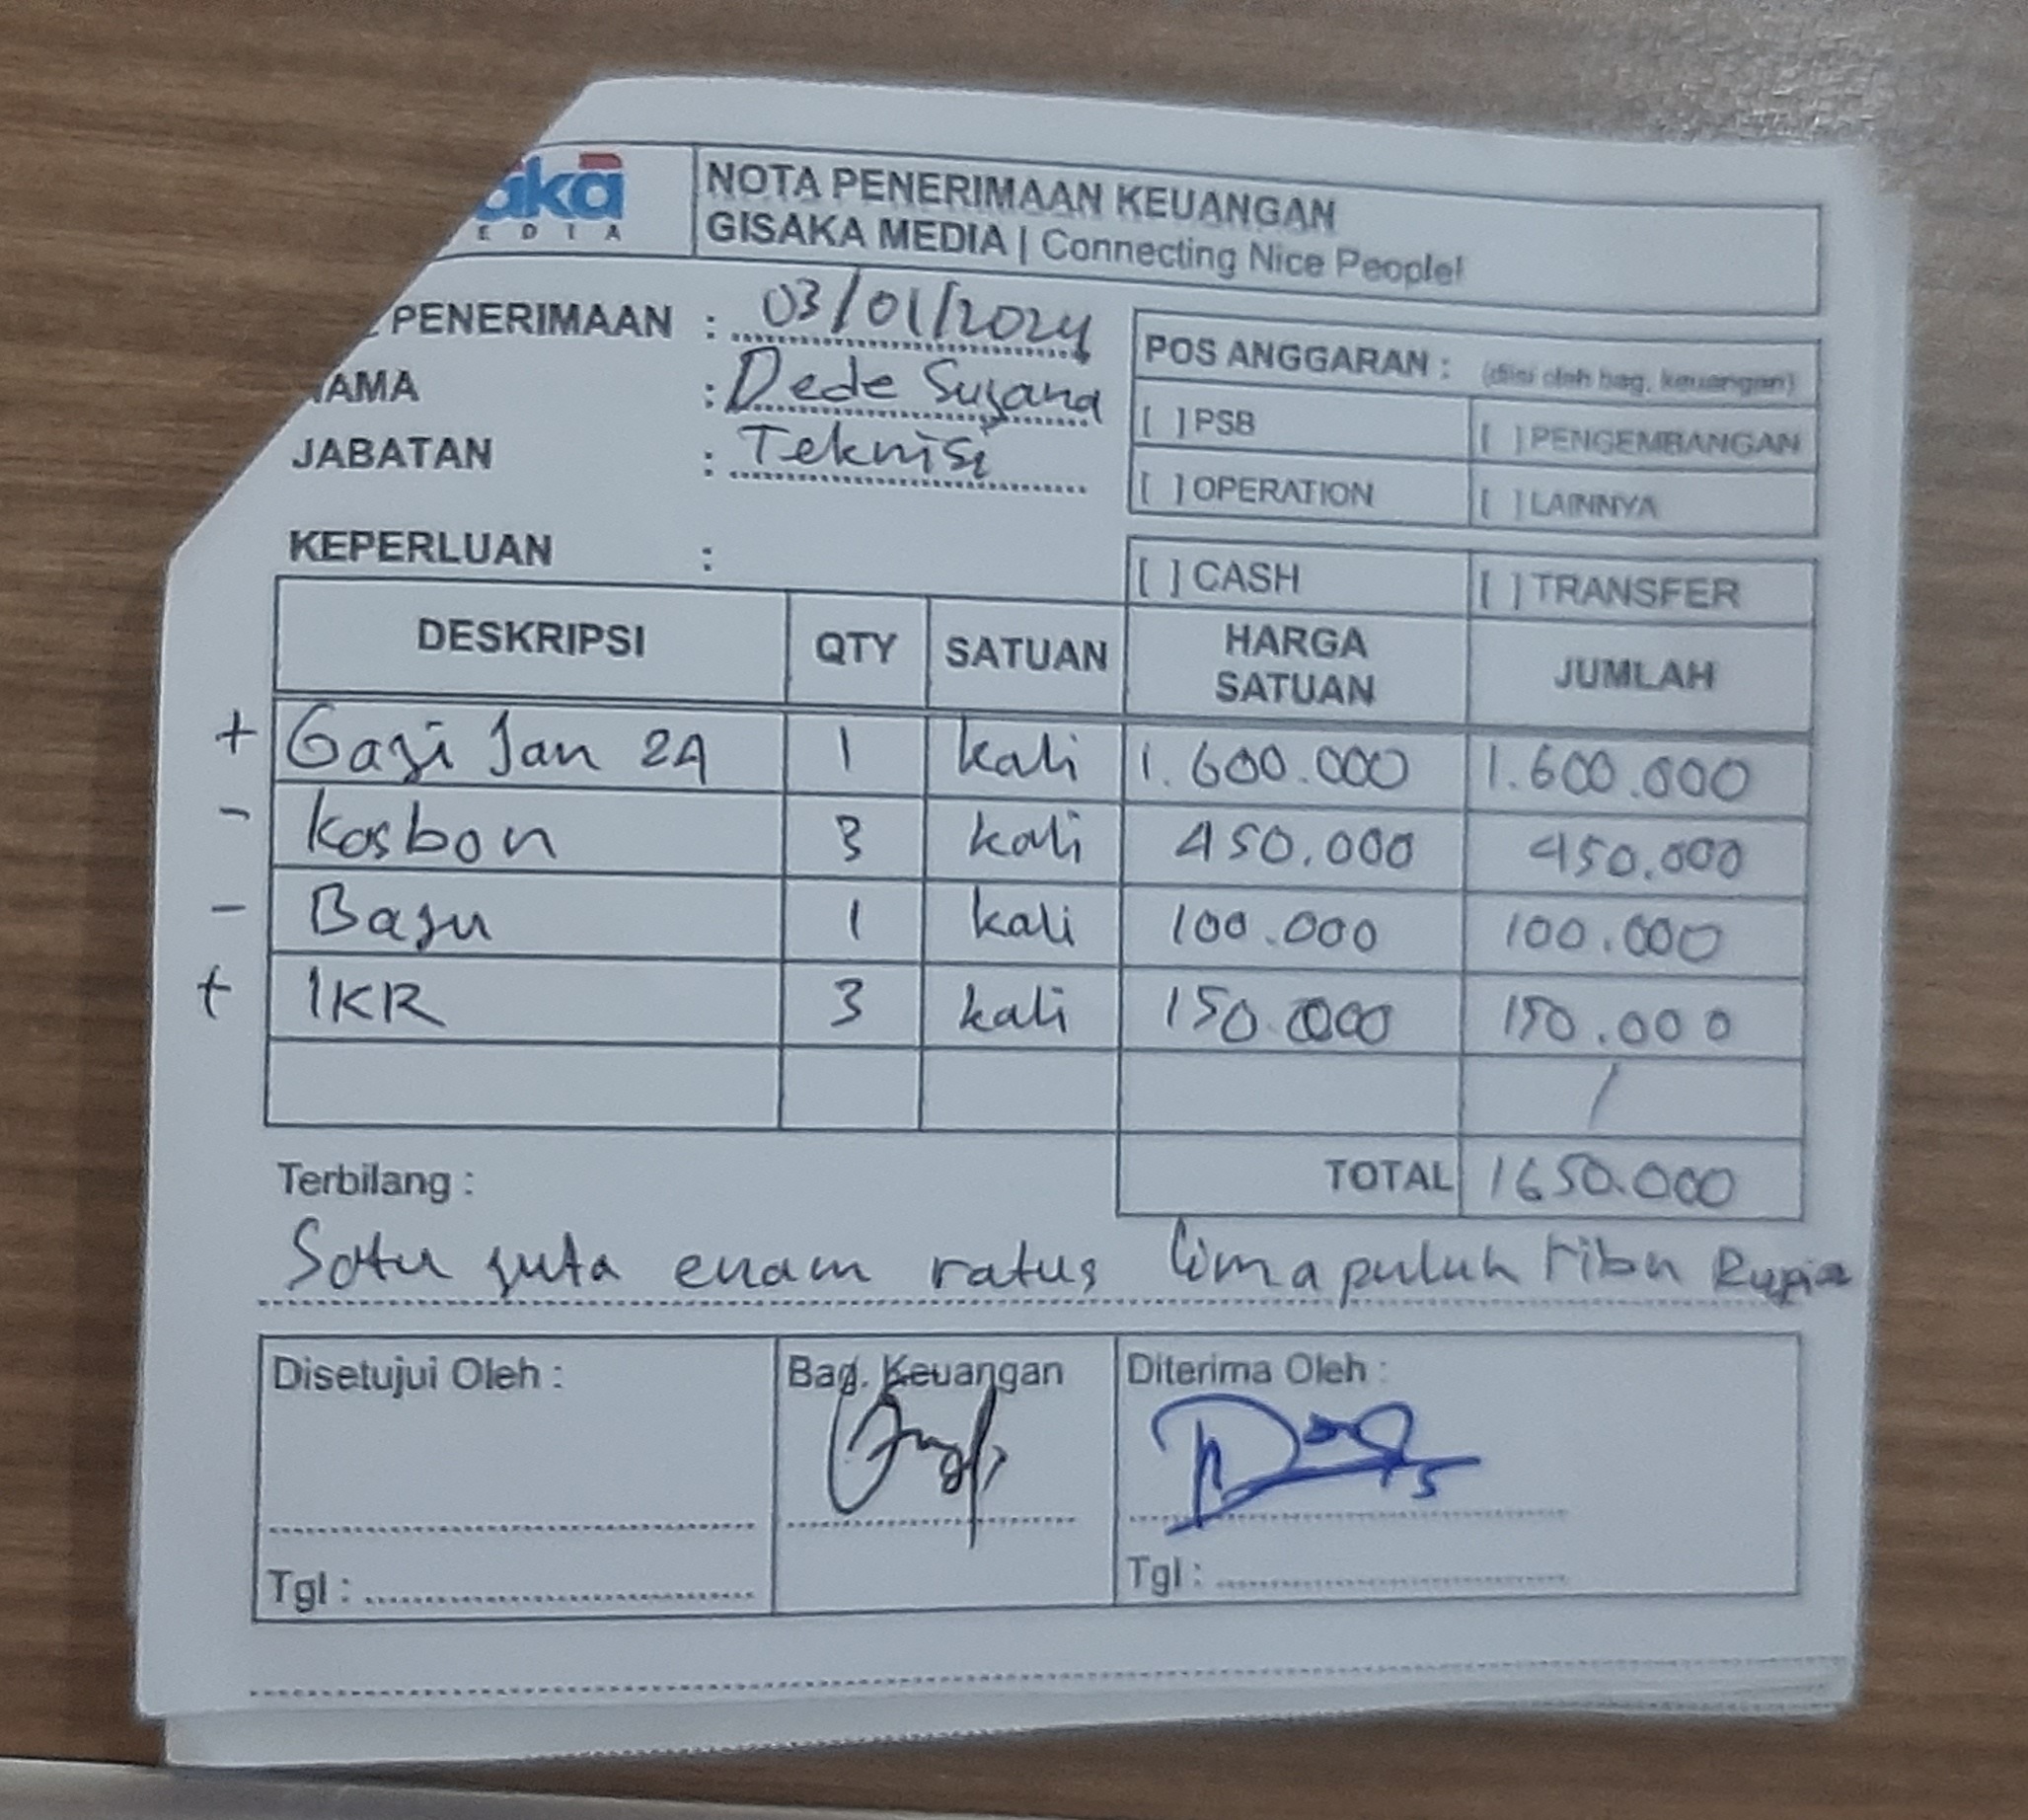 aka
EDIA
NOTA PENERIMAAN KEUANGAN
GISAKA MEDIA | Connecting Nice People!
PENERIMAAN : 03/01/2024
AMA : Dede Suyana
JABATAN : Teknisi
POS ANGGARAN : (diisi oleh bag. keuangan)
[ ] PSB [ ] PENGEMBANGAN
[ ] OPERATION [ ] LAINNYA
KEPERLUAN :
[ ] CASH [ ] TRANSFER
DESKRIPSI QTY SATUAN HARGA SATUAN JUMLAH
+ Gaji Jan 24 1 kali 1.600.000 1.600.000
- Kasbon 3 kali 450.000 450.000
- Baju 1 kali 100.000 100.000
+ IKR 3 kali 150.000 150.000
/
TOTAL 1650.000
Terbilang :
Satu juta enam ratus lima puluh ribu Rupia
Disetujui Oleh : Bag. Keuangan Diterima Oleh :
Tgl : Tgl :